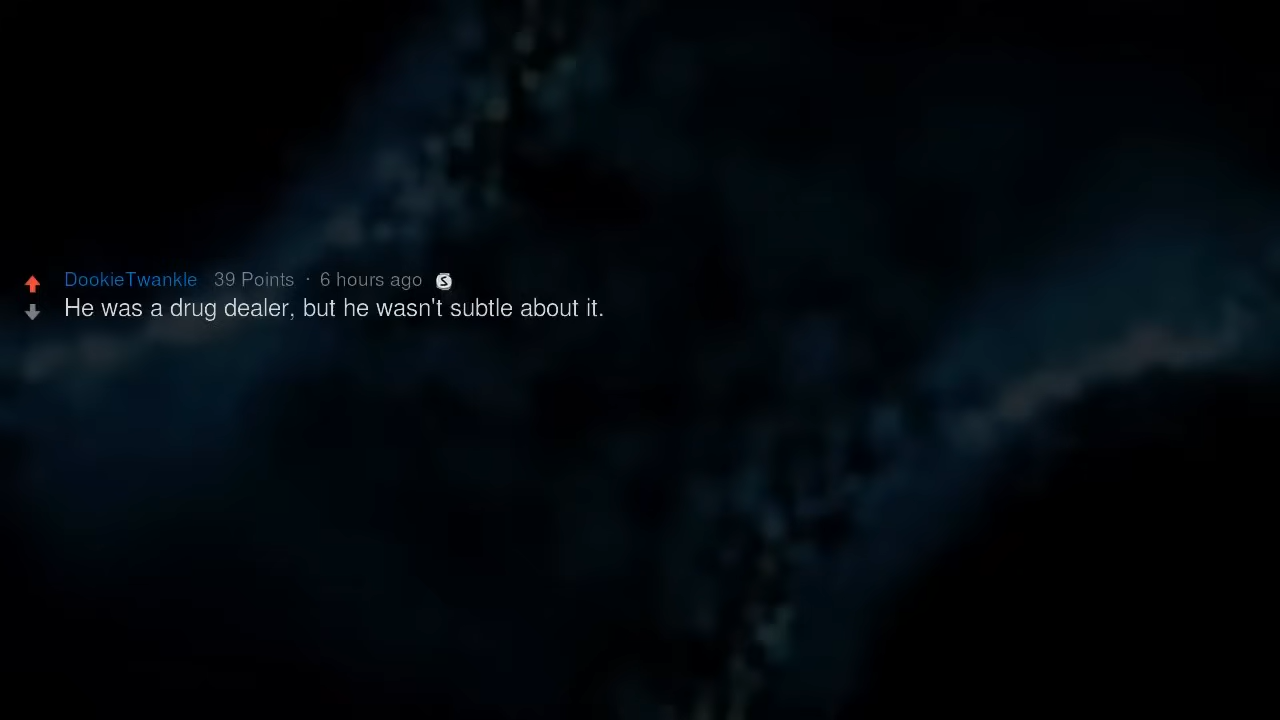 DookieTwankle 39 Points · 6 hours ago S
He was a drug dealer, but he wasn't subtle about it.